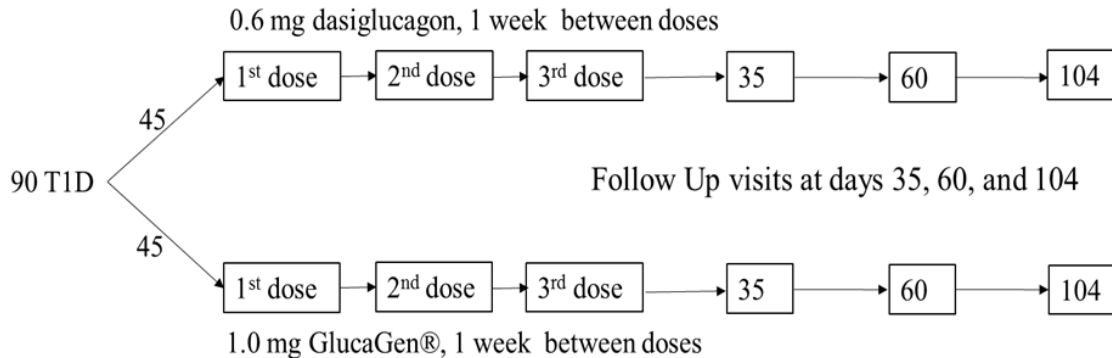 0.6 mg dasiglucagon, 1 week between doses
1st dose 2nd dose 3rd dose 35 60 104
45
90 T1D
Follow Up visits at days 35, 60, and 104
45
1st dose 2nd dose 3rd dose 35 60 104
1.0 mg GlucaGen®, 1 week between doses